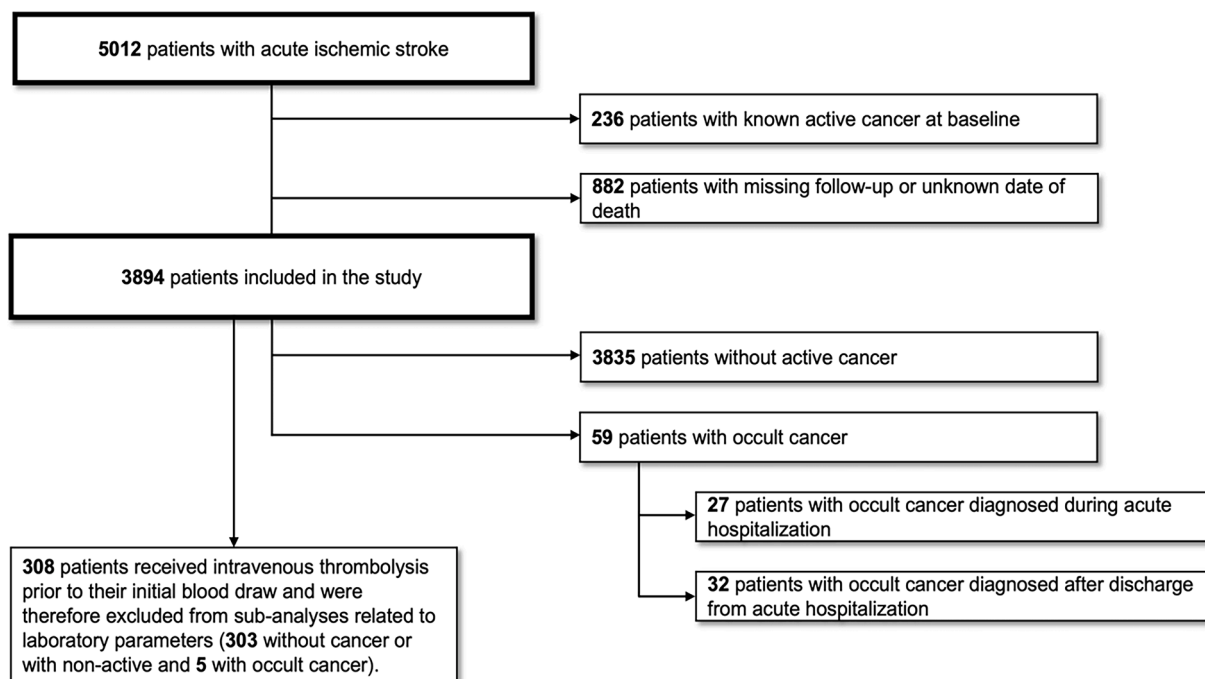 5012 patients with acute ischemic stroke
236 patients with known active cancer at baseline
882 patients with missing follow-up or unknown date of
death
3894 patients included in the study
3835 patients without active cancer
59 patients with occult cancer
27 patients with occult cancer diagnosed during acute
hospitalization
32 patients with occult cancer diagnosed after discharge
from acute hospitalization
308 patients received intravenous thrombolysis
prior to their initial blood draw and were
therefore excluded from sub-analyses related to
laboratory parameters (303 without cancer or
with non-active and 5 with occult cancer).